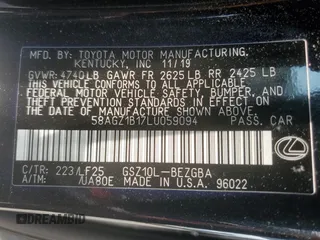 MFD. BY: TOYOTA MOTOR MANUFACTURING,
KENTUCKY, INC 11/19
GVWR: 4740LB GAWR FR 2625 LB RR 2425 LB
THIS VEHICLE CONFORMS TO ALL APPLICABLE
FEDERAL MOTOR VEHICLE SAFETY, BUMPER, AND
THEFT PREVENTION STANDARDS IN EFFECT ON
THE DATE OF MANUFACTURE SHOWN ABOVE.
58AGZ1B17LU059094 PASS. CAR
C/TR: 223/LF25 GSZ10L-BEZGBA
A/TM: /UA80E MADE IN U.S.A. 96022